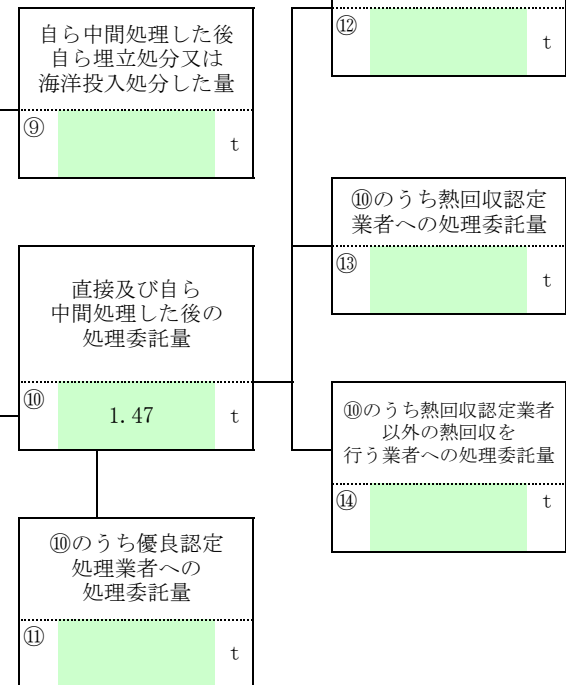 自ら中間処理した後
自ら埋立処分又は
海洋投入処分した量
⑨
t
直接及び自ら
中間処理した後の
処理委託量
⑩
1.47
t
⑩のうち優良認定
処理業者への
処理委託量
⑪
t
⑫
t
⑩のうち熱回収認定
業者への処理委託量
⑬
t
⑩のうち熱回収認定業者
以外の熱回収を
行う業者への処理委託量
⑭
t